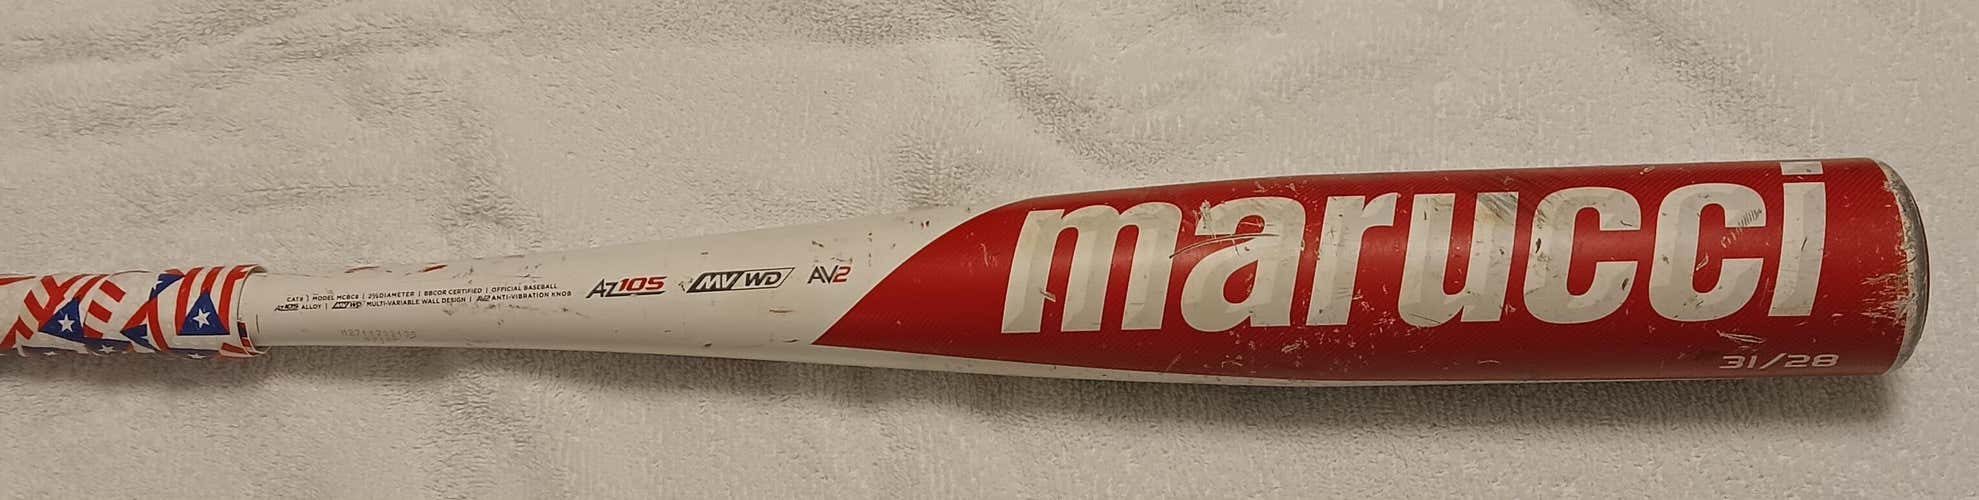 CAT8 | MODEL MCBC8 | 2⅝ DIAMETER | BBCOR CERTIFIED | OFFICIAL BASEBALL
AZ105 ALLOY | MV WD MULTI-VARIABLE WALL DESIGN | AV2 ANTI-VIBRATION KNOB
AZ105
MV WD
AV2
marucci
31/28